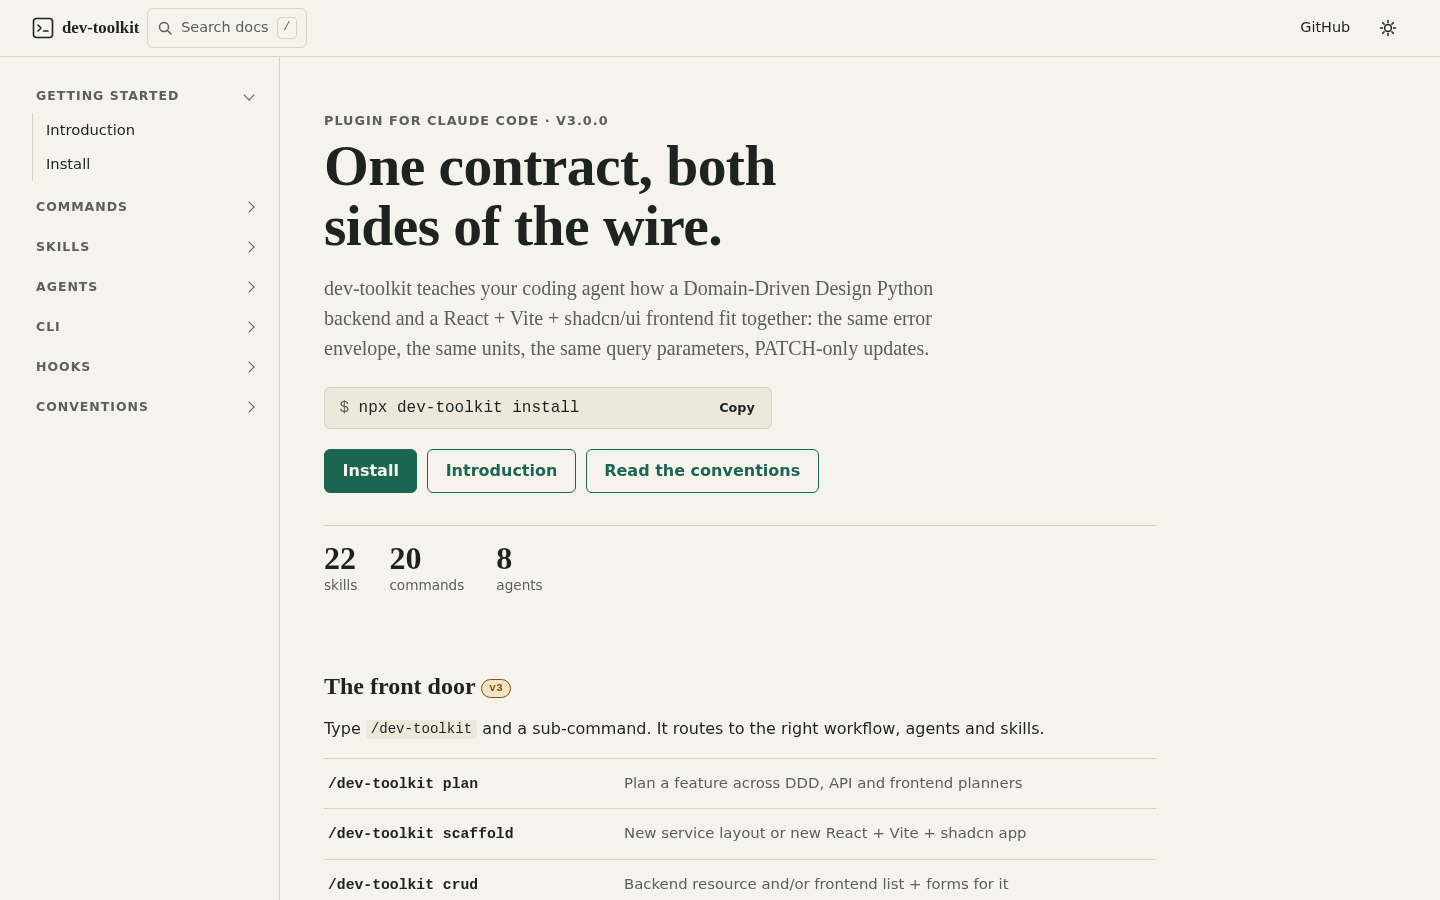 dev-toolkit
Search docs /
GitHub
GETTING STARTED
Introduction
Install
COMMANDS
SKILLS
AGENTS
CLI
HOOKS
CONVENTIONS
PLUGIN FOR CLAUDE CODE · V3.0.0
One contract, both
sides of the wire.
dev-toolkit teaches your coding agent how a Domain-Driven Design Python
backend and a React + Vite + shadcn/ui frontend fit together: the same error
envelope, the same units, the same query parameters, PATCH-only updates.
$ npx dev-toolkit install Copy
Install Introduction Read the conventions
22 20 8
skills commands agents
The front door v3
Type /dev-toolkit and a sub-command. It routes to the right workflow, agents and skills.
/dev-toolkit plan Plan a feature across DDD, API and frontend planners
/dev-toolkit scaffold New service layout or new React + Vite + shadcn app
/dev-toolkit crud Backend resource and/or frontend list + forms for it